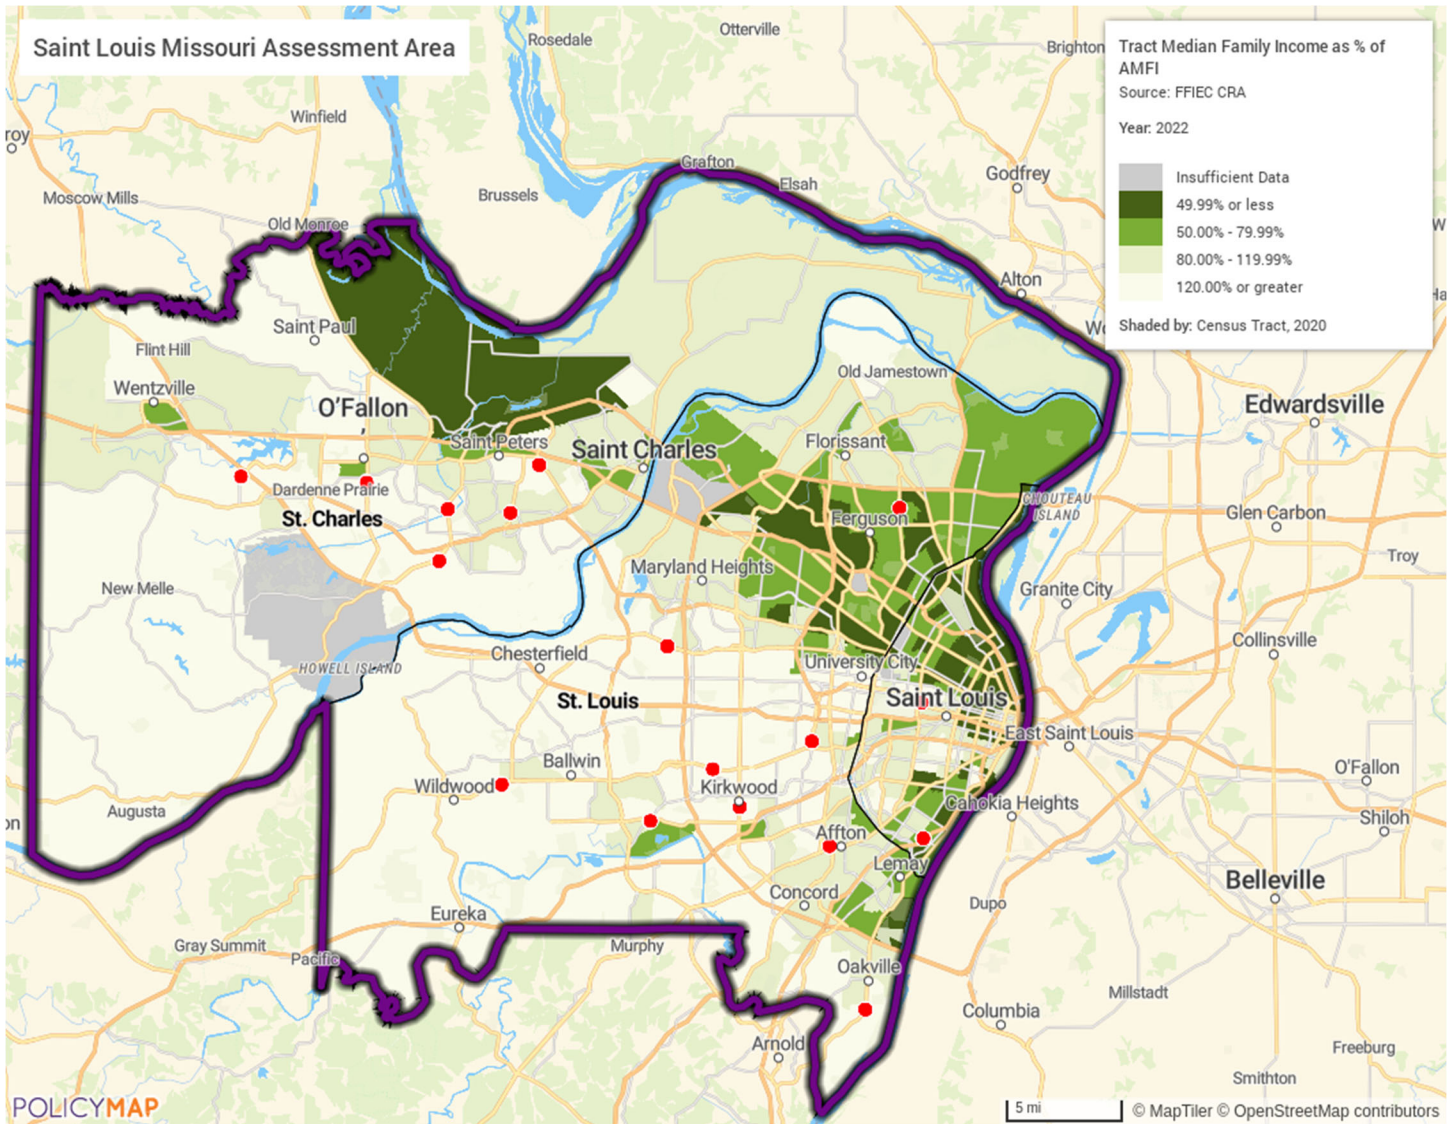 Saint Louis Missouri Assessment Area
Tract Median Family Income as % of
AMFI
Source: FFIEC CRA
Year: 2022
Insufficient Data
49.99% or less
50.00% - 79.99%
80.00% - 119.99%
120.00% or greater
Shaded by: Census Tract, 2020
Otterville
Rosedale
Brighton
Winfield
roy
Grafton
Elsah
Godfrey
Moscow Mills
Brussels
Old Monroe
Alton
Saint Paul
Flint Hill
Old Jamestown
Wentzville
O'Fallon
Edwardsville
Saint Peters
Saint Charles
Florissant
Dardenne Prairie
CHOUTEAU
ISLAND
St. Charles
Ferguson
Glen Carbon
Troy
Maryland Heights
New Melle
Granite City
Collinsville
Chesterfield
HOWELL ISLAND
University City
St. Louis
Saint Louis
East Saint Louis
Ballwin
O'Fallon
Wildwood
Kirkwood
Augusta
Cahokia Heights
Shiloh
on
Affton
Lemay
Belleville
Concord
Dupo
Eureka
Gray Summit
Murphy
Pacific
Oakville
Millstadt
Columbia
Arnold
Freeburg
Smithton
POLICYMAP
5 mi
© MapTiler © OpenStreetMap contributors